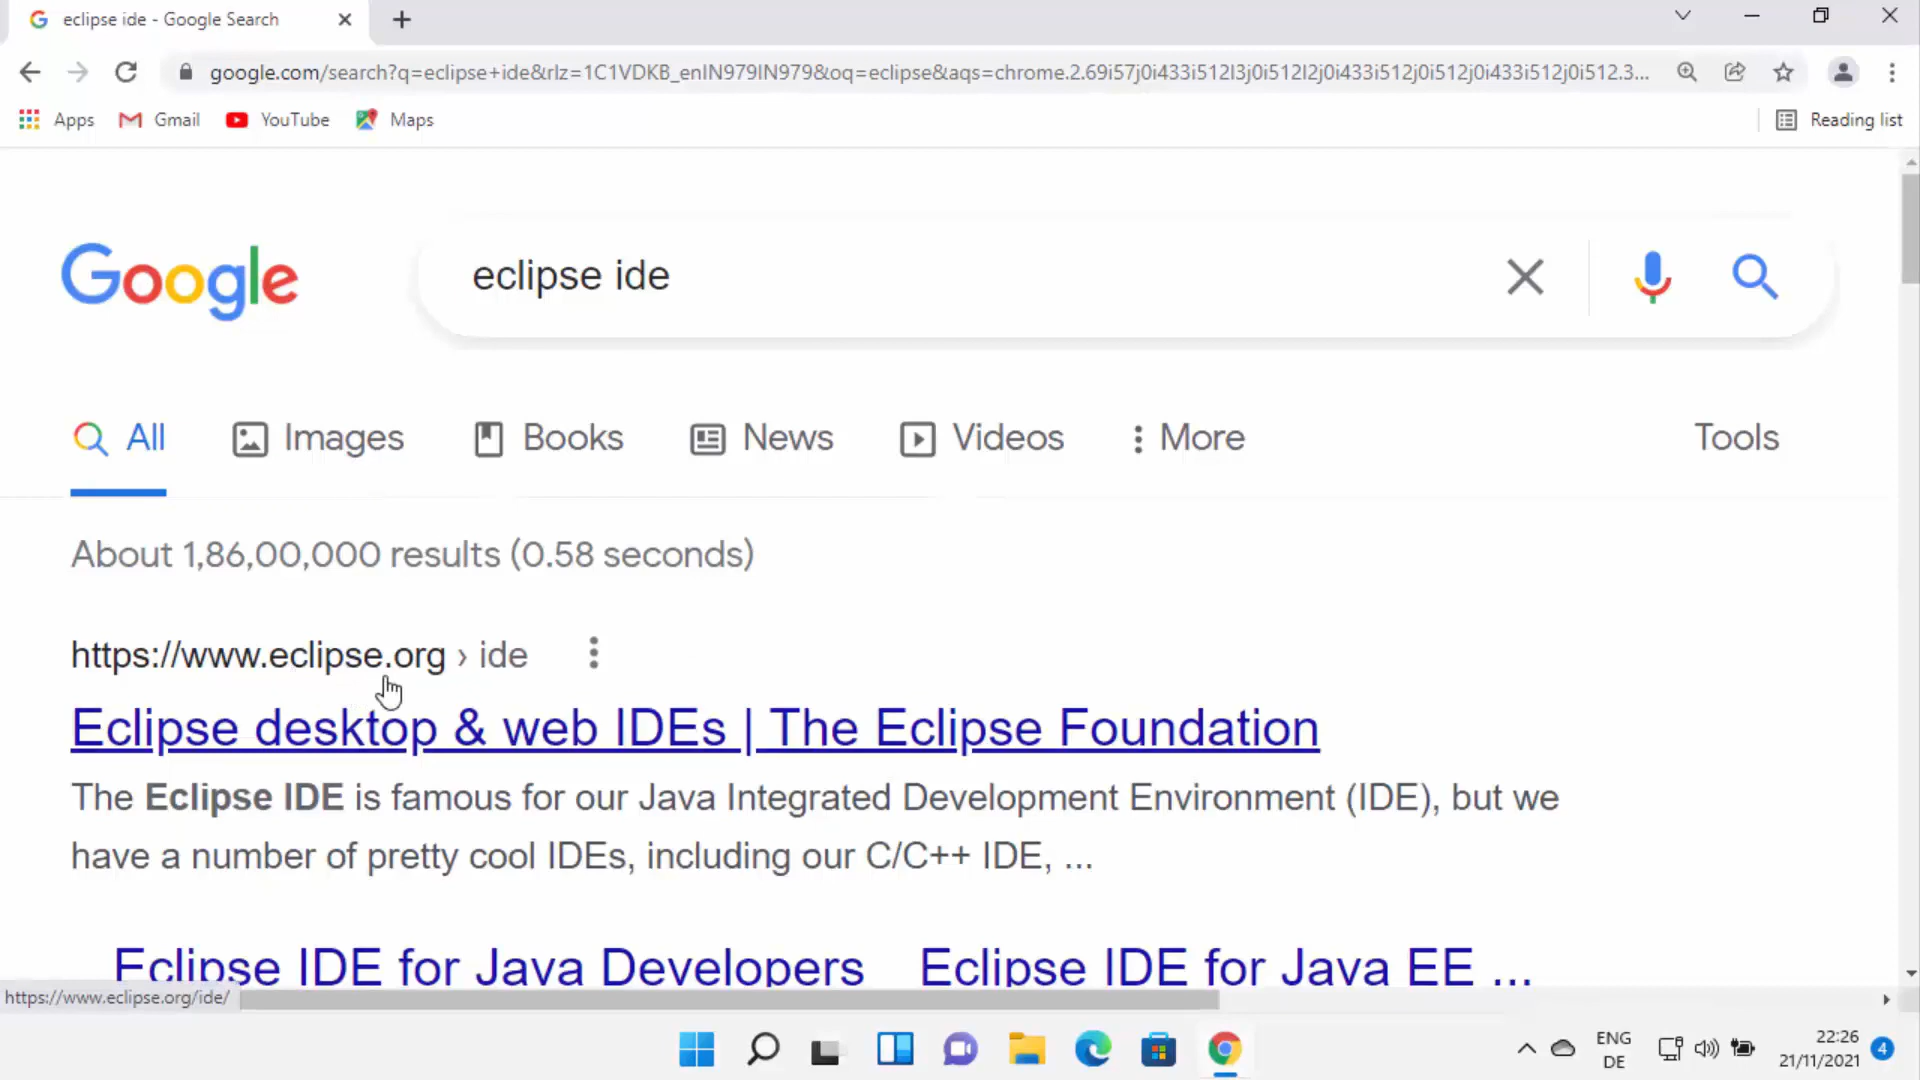 eclipse ide - Google Search
google.com/search?q=eclipse+ide&rlz=1C1VDKB_enIN979IN979&oq=eclipse&aqs=chrome.2.69i57j0i433i512l3j0i512l2j0i433i512j0i512j0i433i512j0i512.3...
Apps Gmail YouTube Maps Reading list
Google eclipse ide
All Images Books News Videos More Tools
About 1,86,00,000 results (0.58 seconds)
https://www.eclipse.org › ide
Eclipse desktop & web IDEs | The Eclipse Foundation
The Eclipse IDE is famous for our Java Integrated Development Environment (IDE), but we
have a number of pretty cool IDEs, including our C/C++ IDE, ...
Eclipse IDE for Java Developers Eclipse IDE for Java EE ...
https://www.eclipse.org/ide/
ENG 22:26
DE 21/11/2021 4